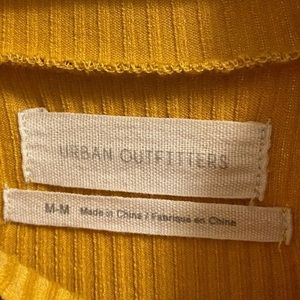 URBAN OUTFITTERS
M-M Made in China / Fabriqué en Chine